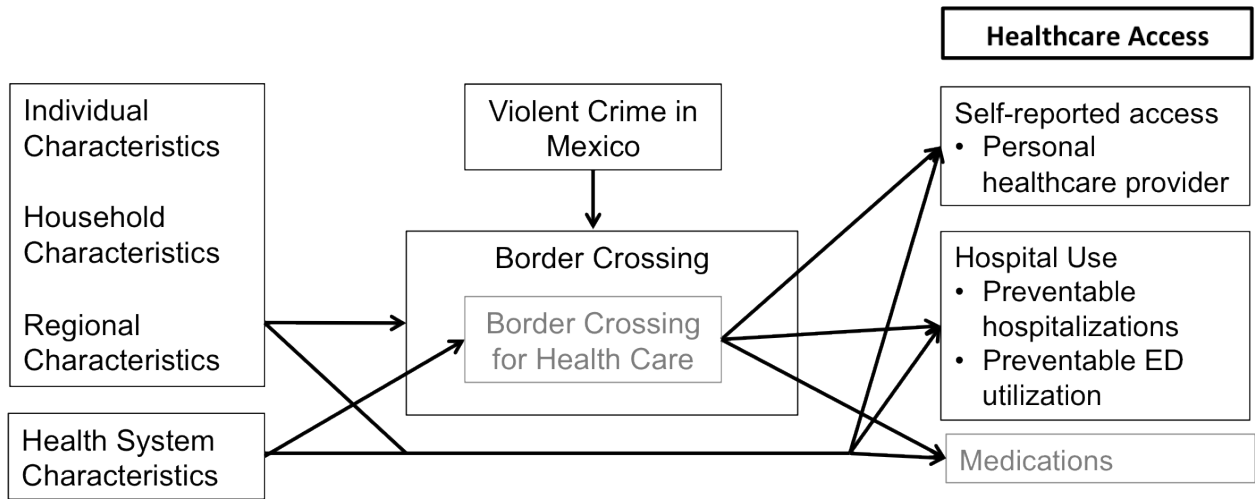 Healthcare Access
Individual
Characteristics
Household
Characteristics
Regional
Characteristics
Health System
Characteristics
Violent Crime in
Mexico
Border Crossing
Border Crossing
for Health Care
Self-reported access
• Personal
healthcare provider
Hospital Use
• Preventable
hospitalizations
• Preventable ED
utilization
Medications